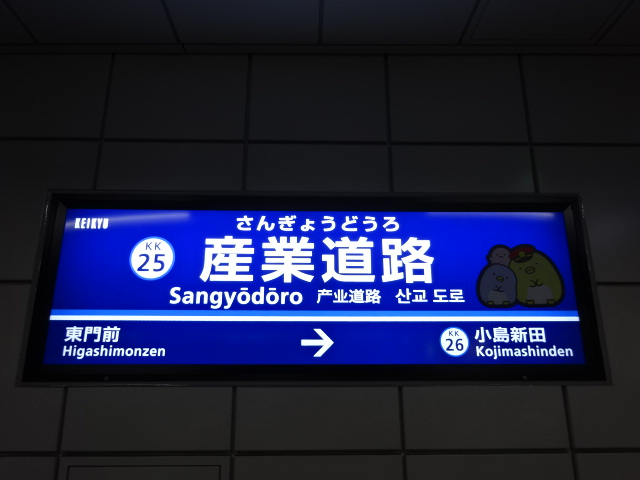 KEIKYU
さんぎょうどうろ
KK
25
産業道路
Sangyōdōro 产业道路 산교 도로
東門前
Higashimonzen
→
KK
26
小島新田
Kojimashinden